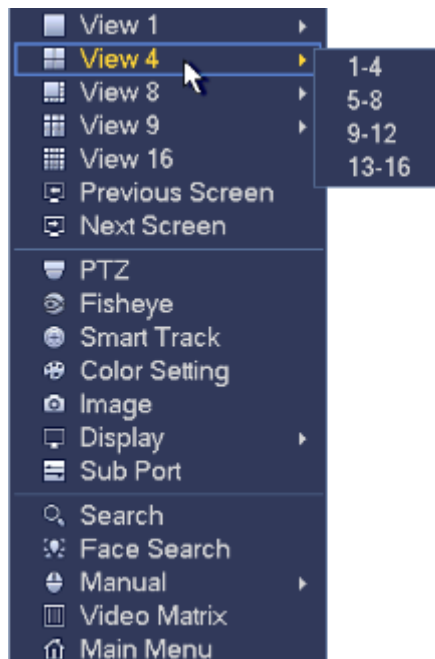 View 1
View 4
View 8
View 9
View 16
Previous Screen
Next Screen
PTZ
Fisheye
Smart Track
Color Setting
Image
Display
Sub Port
Search
Face Search
Manual
Video Matrix
Main Menu
1-4
5-8
9-12
13-16